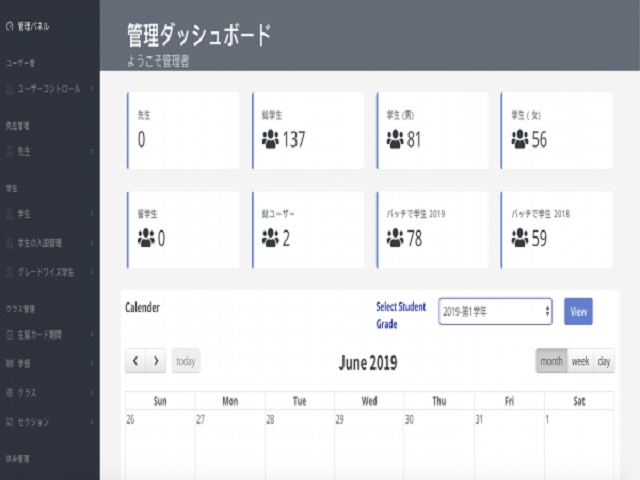 管理パネル
ユーザー管
ユーザーコントロール
先生管理
先生
学生
学生
学生の入国管理
グレードワイズ学生
クラス管理
在留カード期間
学部
クラス
セクション
休み管理
管理ダッシュボード
ようこそ管理者
先生
0
総学生
137
学生 (男)
81
学生 ( 女)
56
留学生
0
総ユーザー
2
バッチで学生 2019
78
バッチで学生 2018
59
Calender
Select Student
Grade
2019-第1学年
View
today
June 2019
month week day
Sun Mon Tue Wed Thu Fri Sat
26 27 28 29 30 31 1